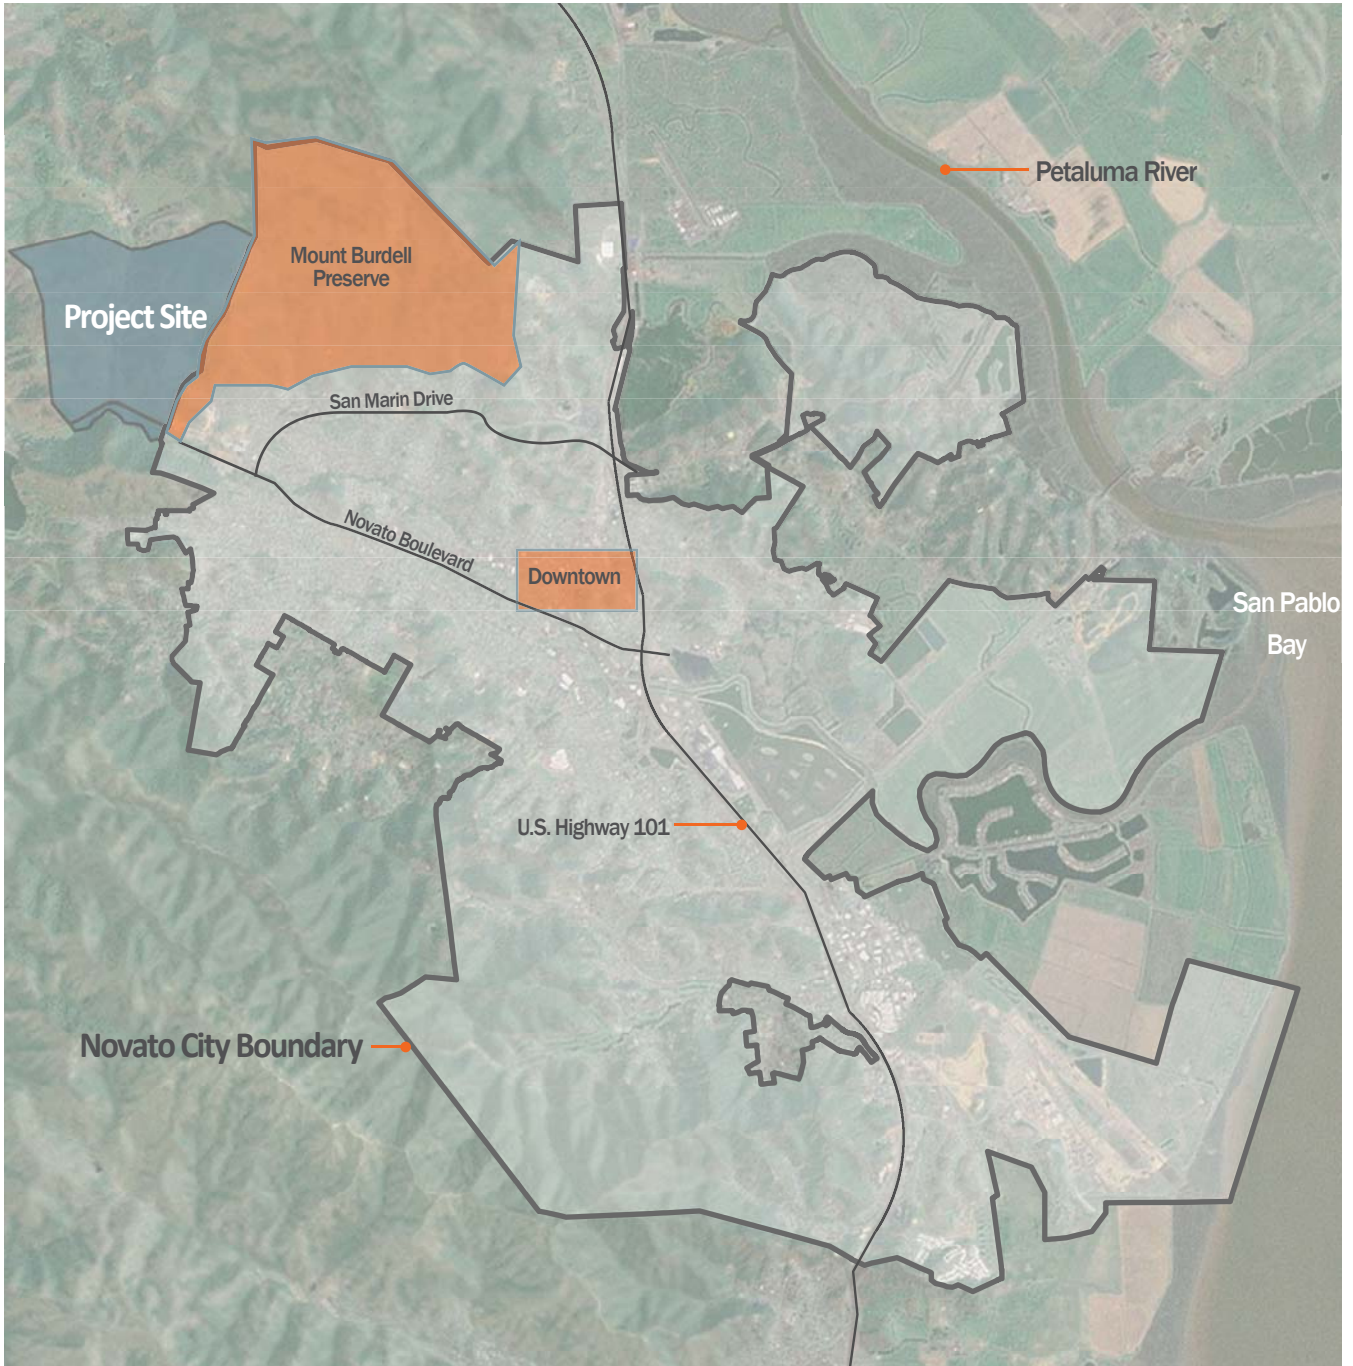 Petaluma River
Mount Burdell
Preserve
Project Site
San Marin Drive
Novato Boulevard
Downtown
San Pablo
Bay
U.S. Highway 101
Novato City Boundary